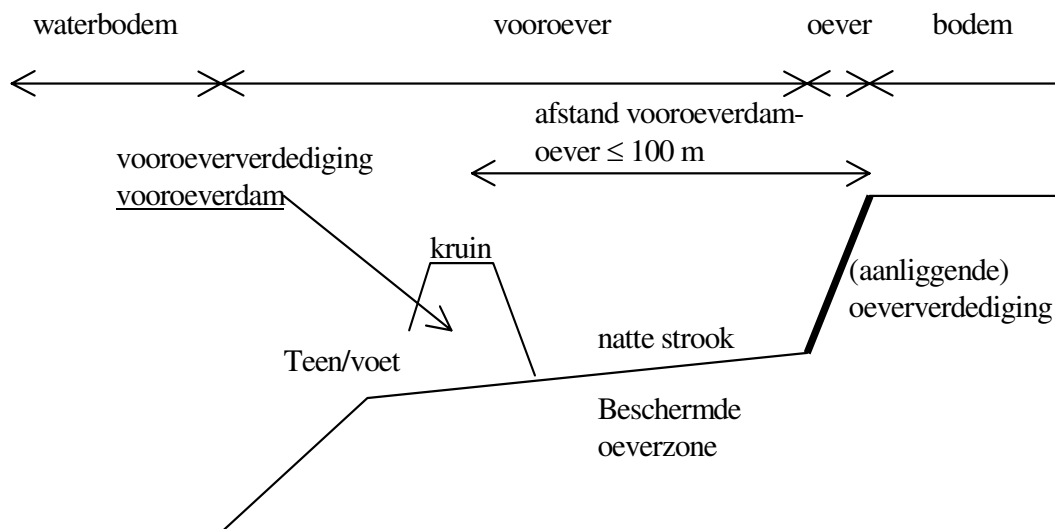 waterbodem vooroever oever bodem
afstand vooroeverdam-
oever ≤ 100 m
vooroeververdediging
vooroeverdam
kruin
(aanliggende)
oeververdediging
natte strook
Teen/voet
Beschermde
oeverzone